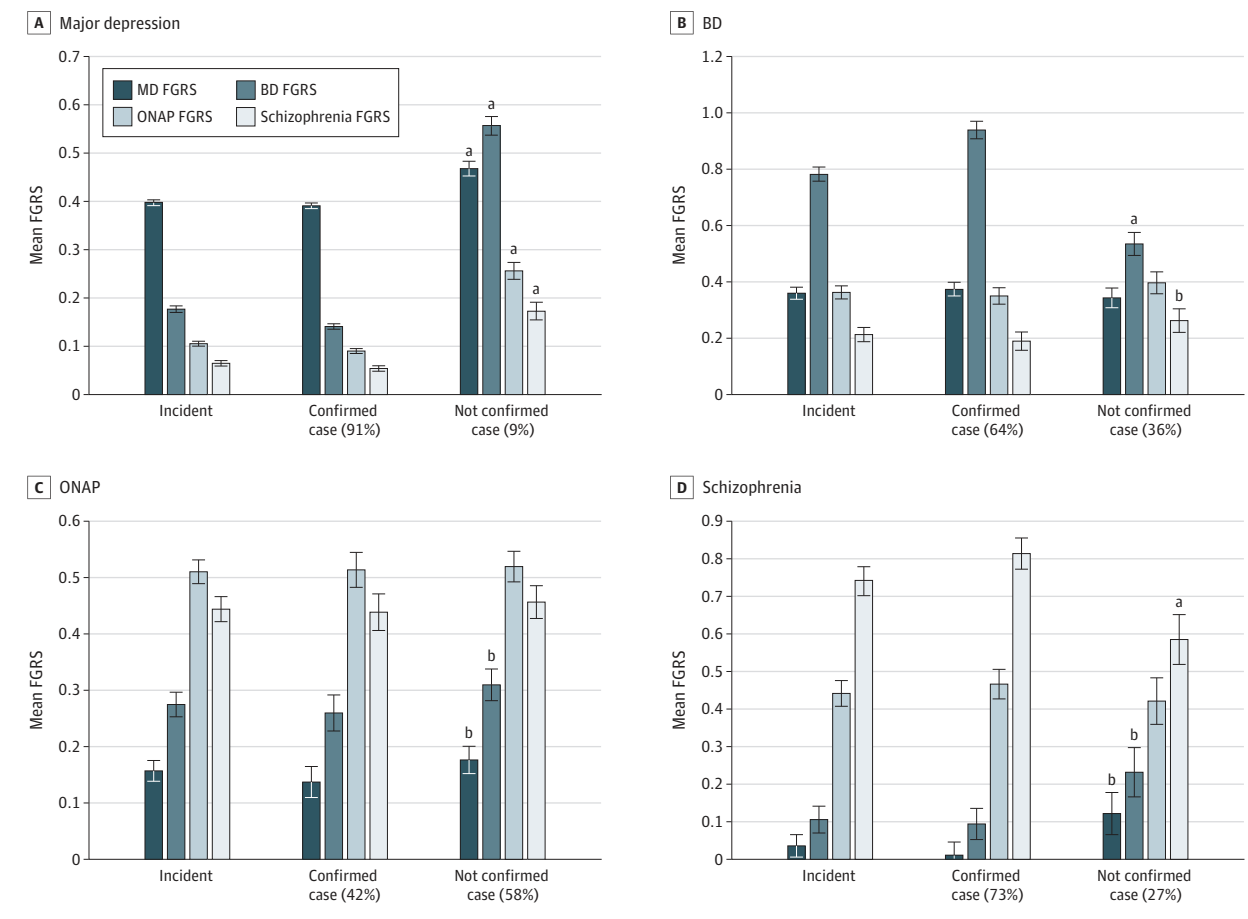 A Major depression
0.7
0.6
0.5
0.4
0.3
0.2
0.1
0
Mean FGRS
MD FGRS BD FGRS
ONAP FGRS Schizophrenia FGRS
a a a a
Incident Confirmed Not confirmed
case (91%) case (9%)
B BD
1.2
1.0
0.8
0.6
0.4
0.2
0
Mean FGRS
a b
Incident Confirmed Not confirmed
case (64%) case (36%)
C ONAP
0.6
0.5
0.4
0.3
0.2
0.1
0
Mean FGRS
b b
Incident Confirmed Not confirmed
case (42%) case (58%)
D Schizophrenia
0.9
0.8
0.7
0.6
0.5
0.4
0.3
0.2
0.1
0
Mean FGRS
b b a
Incident Confirmed Not confirmed
case (73%) case (27%)